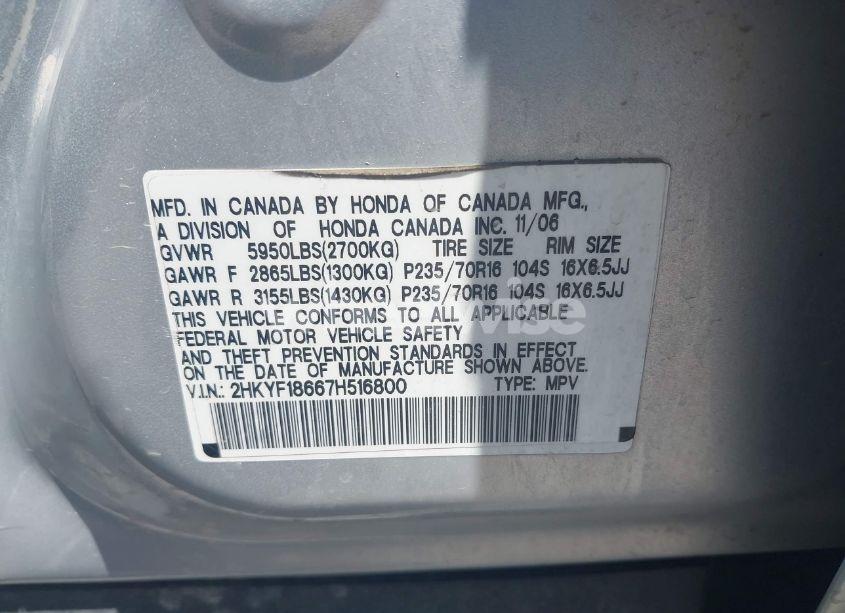 MFD. IN CANADA BY HONDA OF CANADA MFG.,
A DIVISION OF HONDA CANADA INC. 11/06
GVWR 5950LBS(2700KG) TIRE SIZE RIM SIZE
GAWR F 2865LBS(1300KG) P235/70R16 104S 16X6.5JJ
GAWR R 3155LBS(1430KG) P235/70R16 104S 16X6.5JJ
THIS VEHICLE CONFORMS TO ALL APPLICABLE
FEDERAL MOTOR VEHICLE SAFETY
AND THEFT PREVENTION STANDARDS IN EFFECT
ON THE DATE OF MANUFACTURE SHOWN ABOVE.
V.I.N.: 2HKYF18667H516800 TYPE: MPV